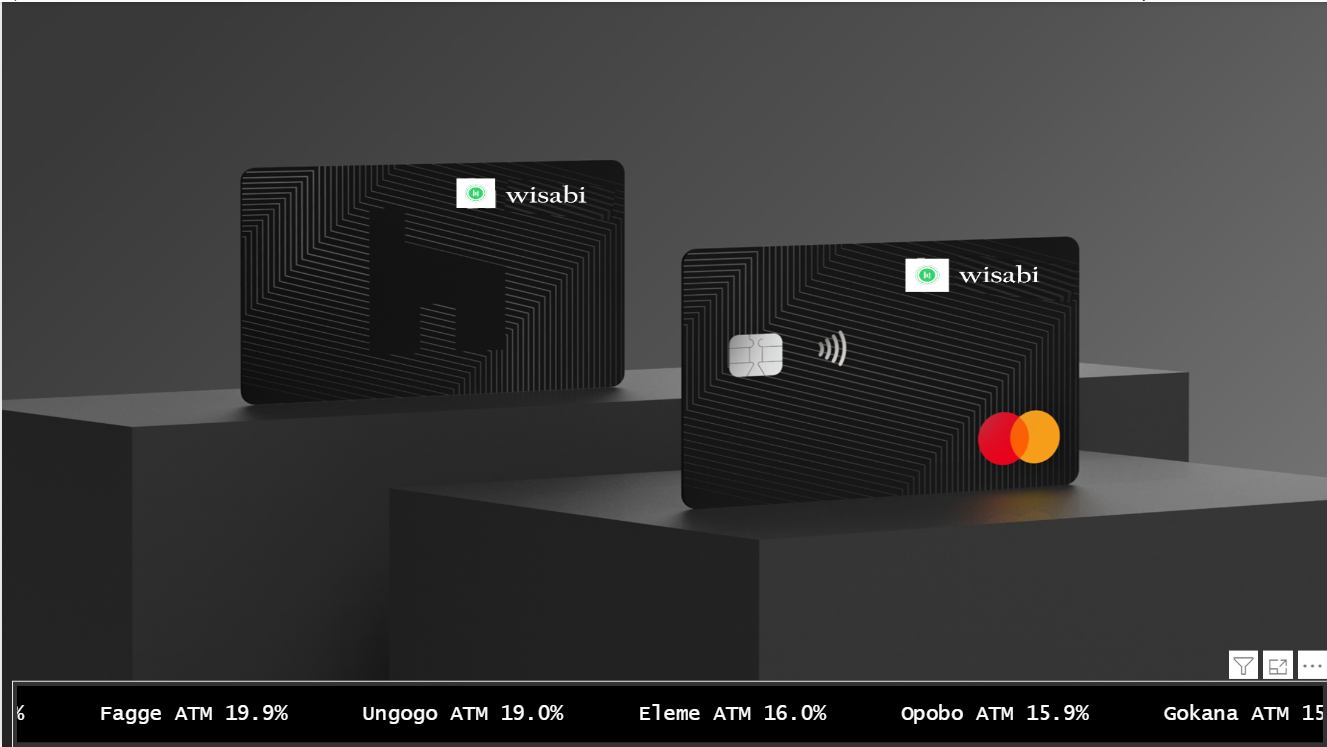 wisabi
wisabi
% Fagge ATM 19.9% Ungogo ATM 19.0% Eleme ATM 16.0% Opobo ATM 15.9% Gokana ATM 15